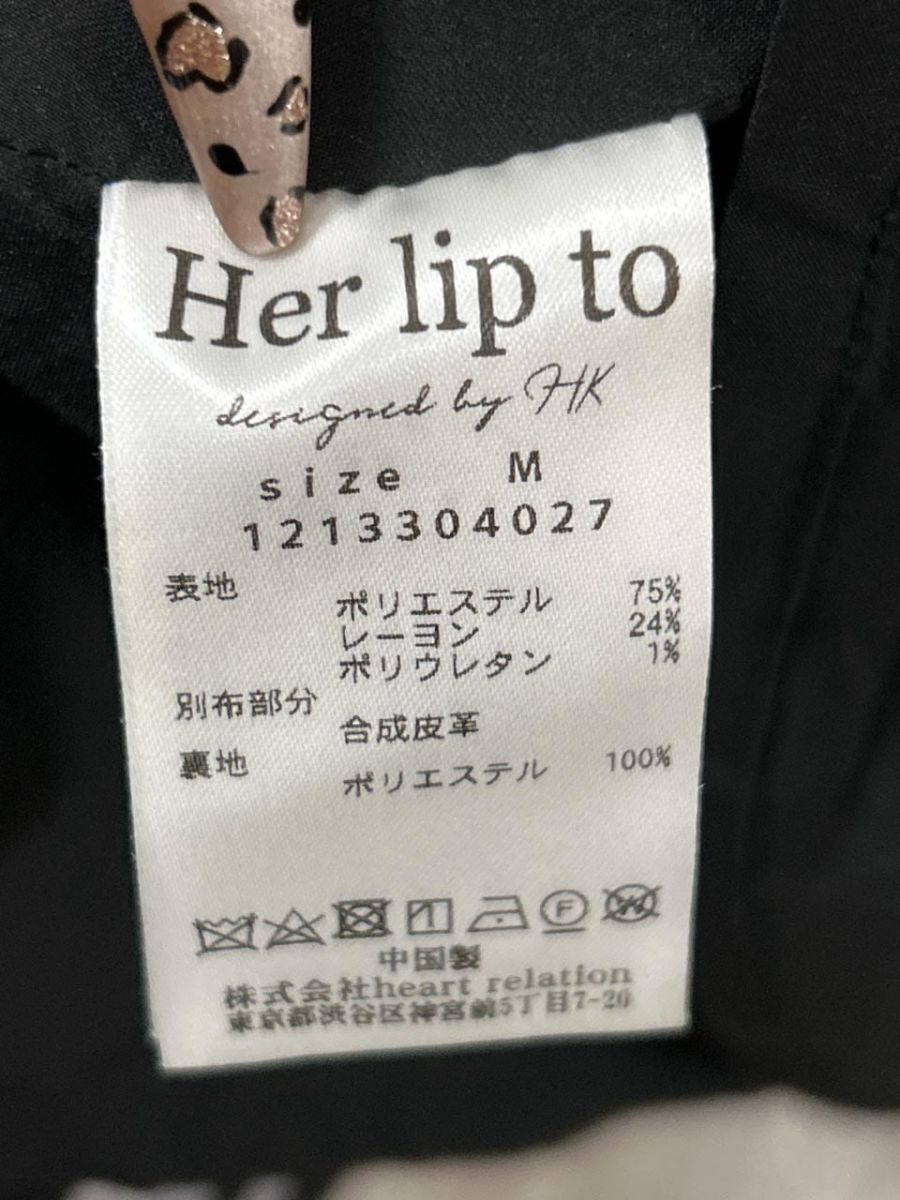 Her lip to
designed by HK
size M
1213304027
表地
ポリエステル 75%
レーヨン 24%
ポリウレタン 1%
別布部分
合成皮革
裏地
ポリエステル 100%
F
W
中国製
株式会社heart relation
東京都渋谷区神宮前5丁目7-20